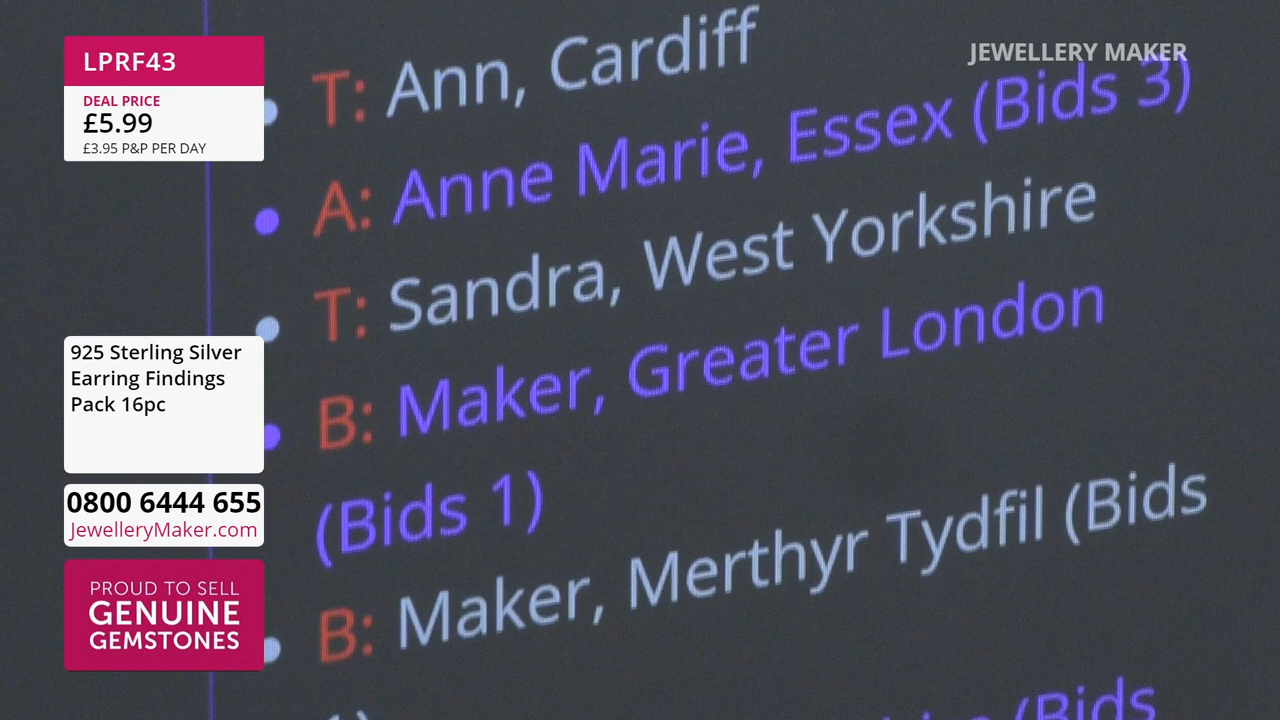 LPRF43
DEAL PRICE
£5.99
£3.95 P&P PER DAY
JEWELLERY MAKER
T: Ann, Cardiff
A: Anne Marie, Essex (Bids 3)
T: Sandra, West Yorkshire
B: Maker, Greater London
(Bids 1)
B: Maker, Merthyr Tydfil (Bids
(Bids
925 Sterling Silver
Earring Findings
Pack 16pc
0800 6444 655
JewelleryMaker.com
PROUD TO SELL
GENUINE
GEMSTONES